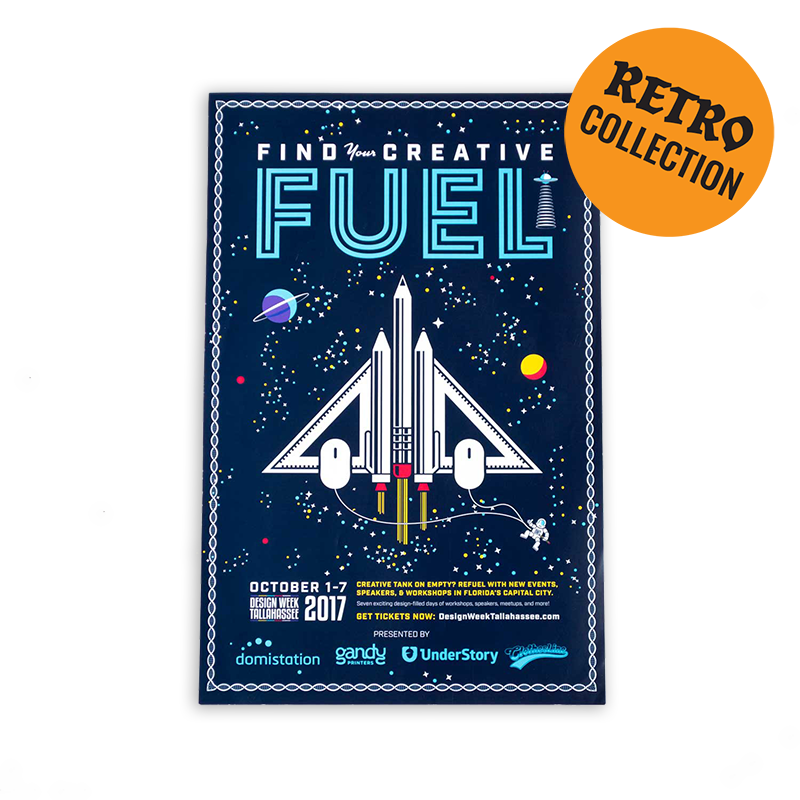 RETRO
COLLECTION
FIND Your CREATIVE
FUEL
OCTOBER 1-7
DESIGN WEEK
TALLAHASSEE
2017
CREATIVE TANK ON EMPTY? REFUEL WITH NEW EVENTS,
SPEAKERS, & WORKSHOPS IN FLORIDA'S CAPITAL CITY.
Seven exciting design-filled days of workshops, speakers, meetups, and more!
GET TICKETS NOW: DesignWeekTallahassee.com
PRESENTED BY
domistation
gandy
PRINTERS
UnderStory
Clothesline